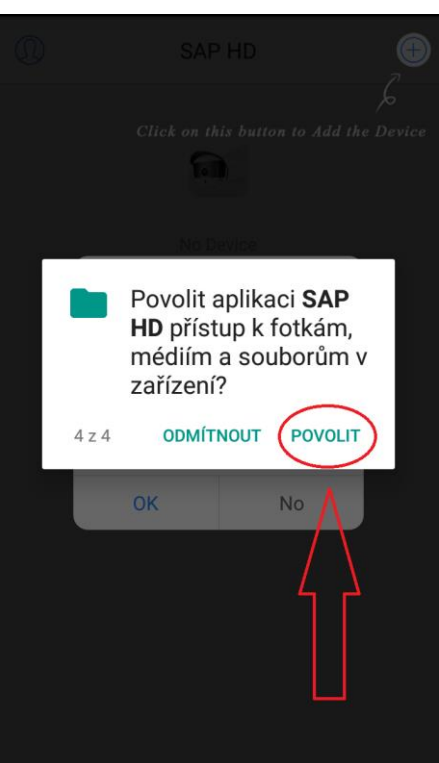 SAP HD
Click on this button to Add the Device
No Device
Povolit aplikaci SAP
HD přístup k fotkám,
médiím a souborům v
zařízení?
4 z 4 ODMÍTNOUT POVOLIT
OK No